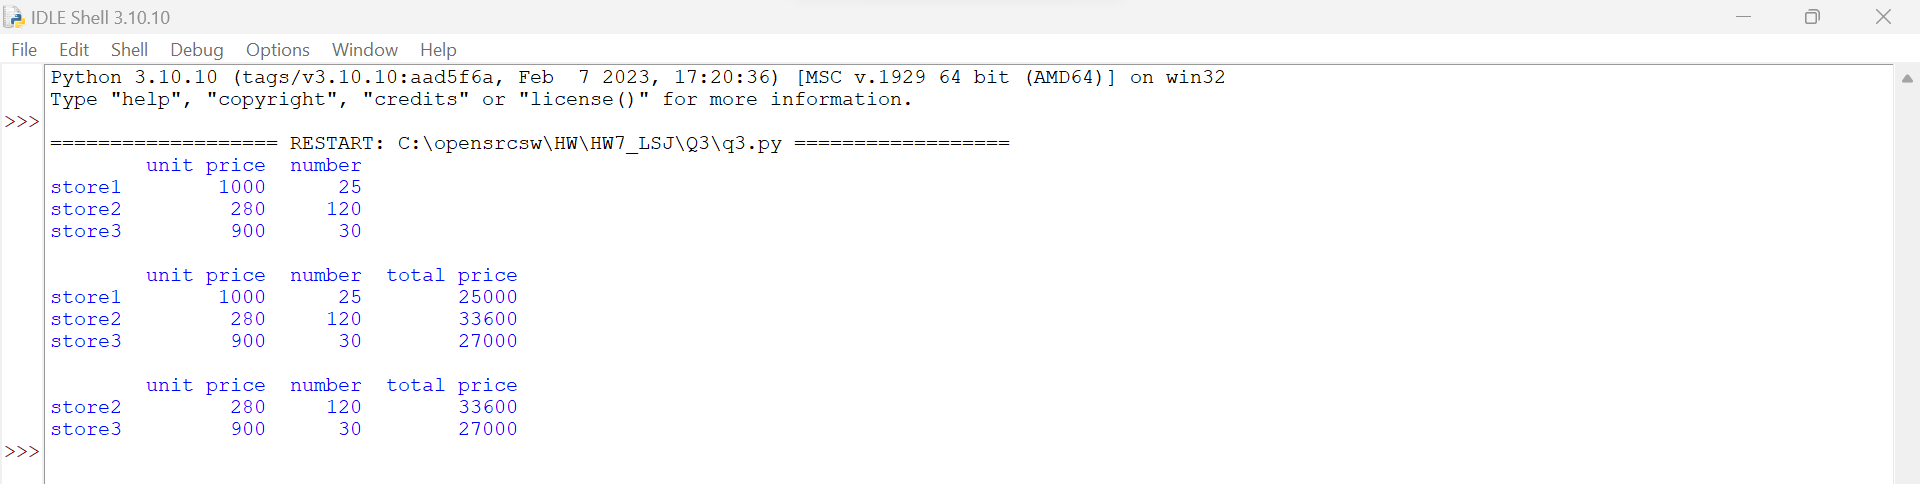 IDLE Shell 3.10.10
File Edit Shell Debug Options Window Help
Python 3.10.10 (tags/v3.10.10:aad5f6a, Feb  7 2023, 17:20:36) [MSC v.1929 64 bit (AMD64)] on win32
Type "help", "copyright", "credits" or "license()" for more information.
>>>
=================== RESTART: C:\opensrcsw\HW\HW7_LSJ\Q3\q3.py ==================
        unit price  number
store1        1000      25
store2         280     120
store3         900      30

        unit price  number  total price
store1        1000      25        25000
store2         280     120        33600
store3         900      30        27000

        unit price  number  total price
store2         280     120        33600
store3         900      30        27000
>>>